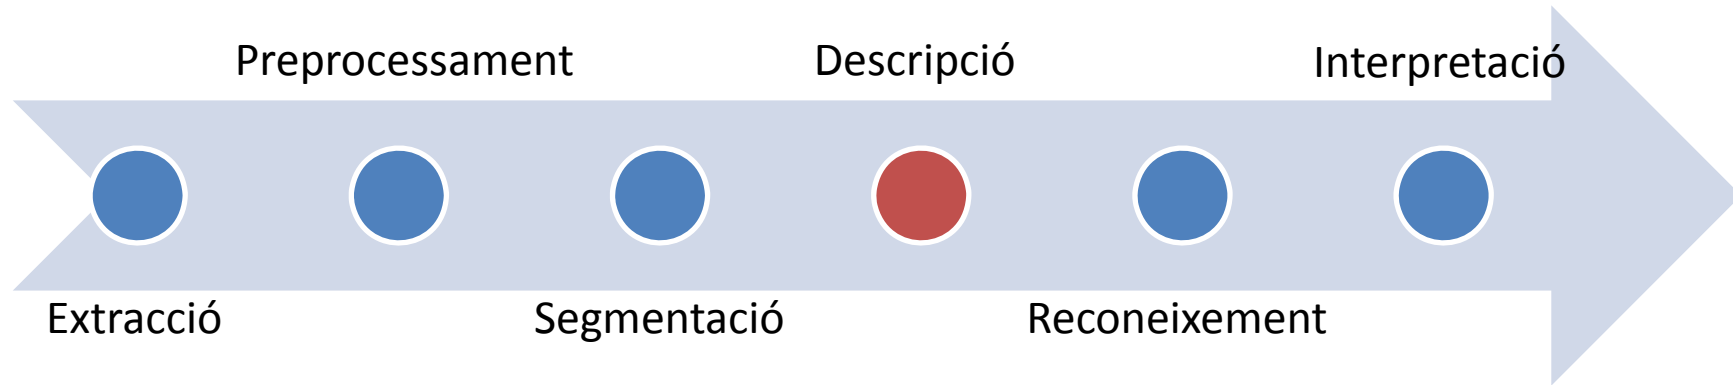 Preprocessament
Descripció
Interpretació
Extracció
Segmentació
Reconeixement